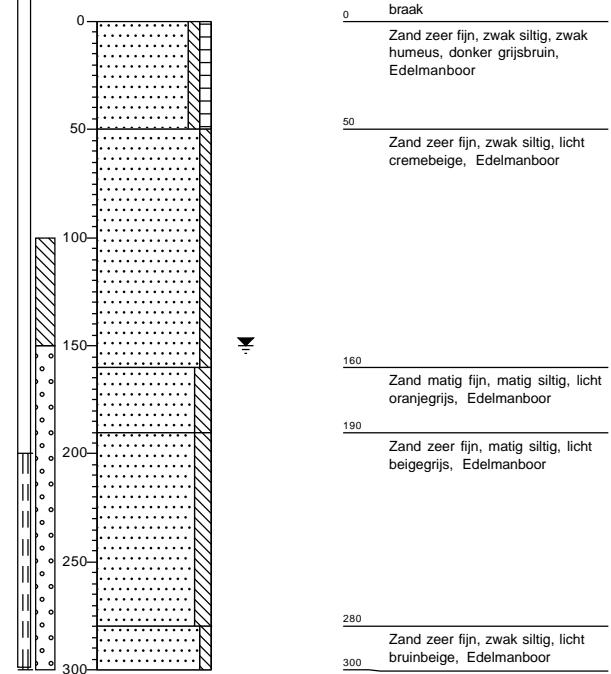 braak
0
0
Zand zeer fijn, zwak siltig, zwak
humeus, donker grijsbruin,
Edelmanboor
50
50
Zand zeer fijn, zwak siltig, licht
cremebeige, Edelmanboor
100
150
160
Zand matig fijn, matig siltig, licht
oranjegrijs, Edelmanboor
190
200
Zand zeer fijn, matig siltig, licht
beigegrijs, Edelmanboor
250
280
Zand zeer fijn, zwak siltig, licht
bruinbeige, Edelmanboor
300
300